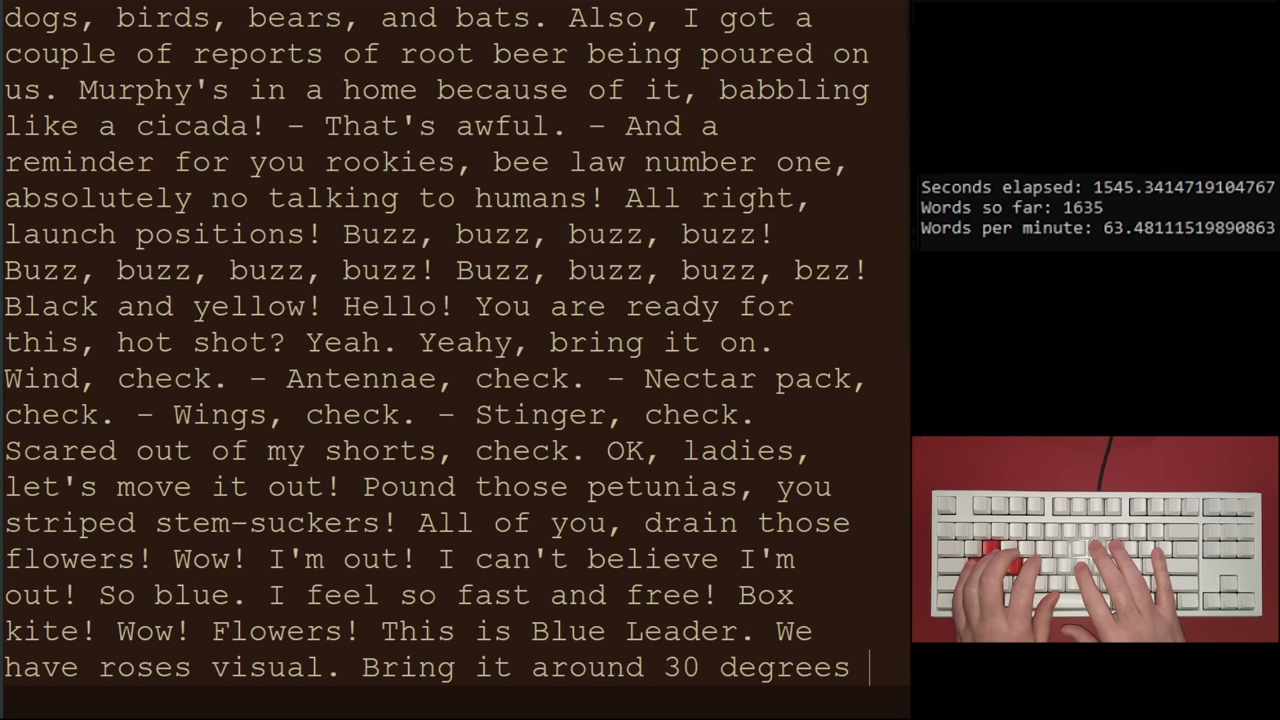 dogs, birds, bears, and bats. Also, I got a
couple of reports of root beer being poured on
us. Murphy's in a home because of it, babbling
like a cicada! - That's awful. - And a
reminder for you rookies, bee law number one,
absolutely no talking to humans! All right,
launch positions! Buzz, buzz, buzz, buzz!
Buzz, buzz, buzz, buzz! Buzz, buzz, buzz, bzz!
Black and yellow! Hello! You are ready for
this, hot shot? Yeah. Yeahy, bring it on.
Wind, check. - Antennae, check. - Nectar pack,
check. - Wings, check. - Stinger, check.
Scared out of my shorts, check. OK, ladies,
let's move it out! Pound those petunias, you
striped stem-suckers! All of you, drain those
flowers! Wow! I'm out! I can't believe I'm
out! So blue. I feel so fast and free! Box
kite! Wow! Flowers! This is Blue Leader. We
have roses visual. Bring it around 30 degrees
Seconds elapsed: 1545.3414719104767
Words so far: 1635
Words per minute: 63.48111519890863